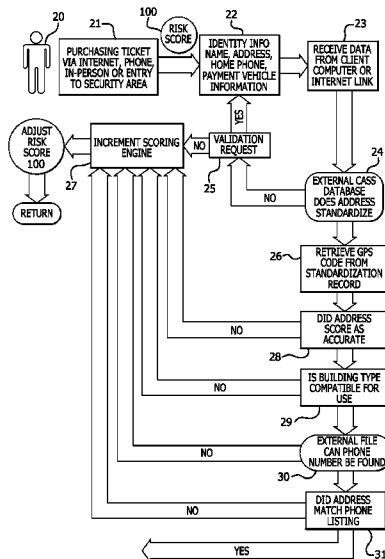 20
21
PURCHASING TICKET
VIA INTERNET, PHONE,
IN-PERSON OR ENTRY
TO SECURITY AREA
100
RISK
SCORE
22
IDENTITY INFO
NAME, ADDRESS,
HOME PHONE,
PAYMENT VEHICLE
INFORMATION
23
RECEIVE DATA
FROM CLIENT
COMPUTER OR
INTERNET LINK
YES
ADJUST
RISK
SCORE
100
RETURN
INCREMENT SCORING
ENGINE
27
NO
VALIDATION
REQUEST
25
NO
24
EXTERNAL CASS
DATABASE
DOES ADDRESS
STANDARDIZE
26
RETRIEVE GPS
CODE FROM
STANDARDIZATION
RECORD
NO
DID ADDRESS
SCORE AS
ACCURATE
28
NO
IS BUILDING TYPE
COMPATIBLE FOR
USE
29
NO
EXTERNAL FILE
CAN PHONE
NUMBER BE FOUND
30
NO
DID ADDRESS
MATCH PHONE
LISTING
31
YES